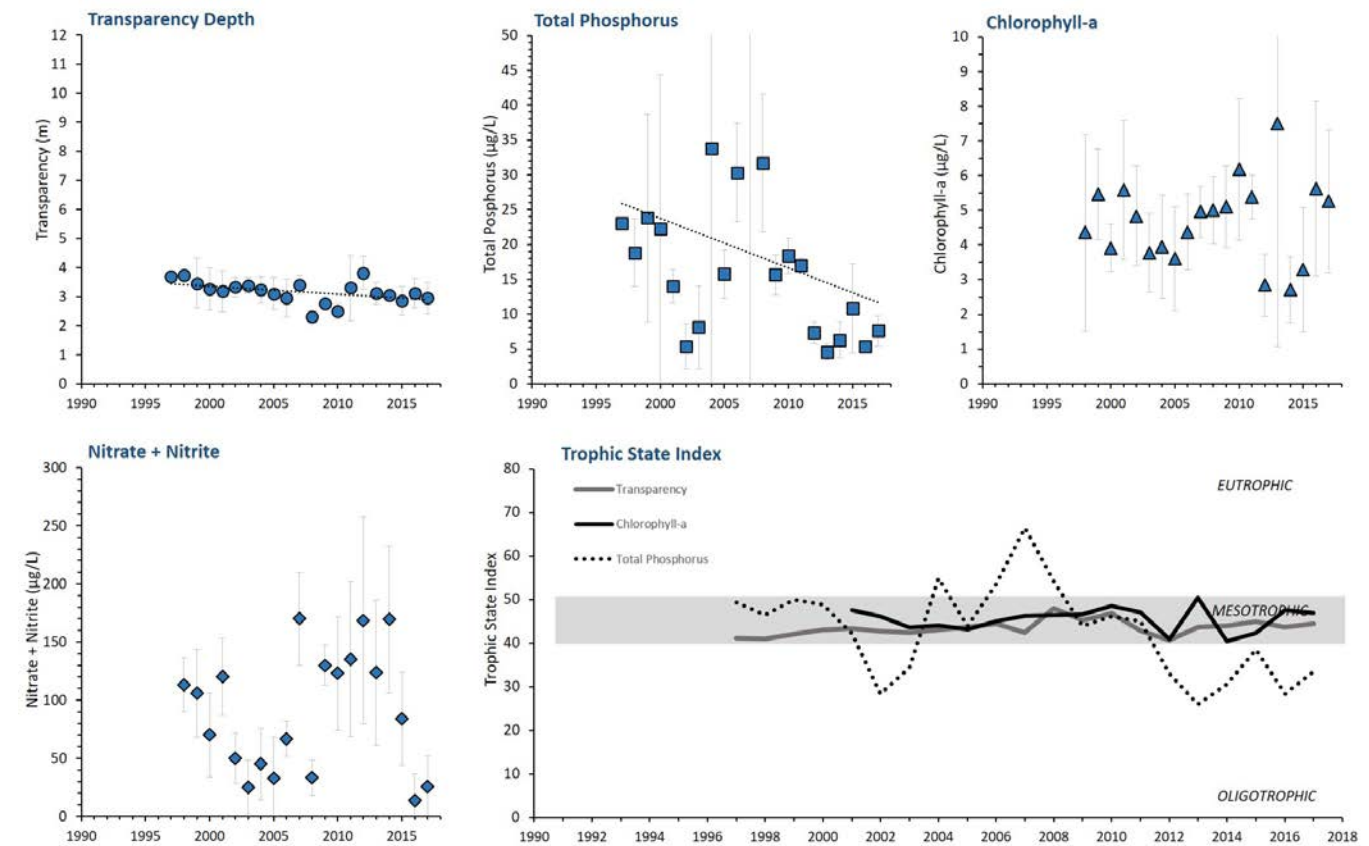 Transparency Depth
Transparency (m)
12
11
10
9
8
7
6
5
4
3
2
1
0
1990 1995 2000 2005 2010 2015
Total Phosphorus
Total Posphorus (µg/L)
50
45
40
35
30
25
20
15
10
5
0
1990 1995 2000 2005 2010 2015
Chlorophyll-a
Chlorophyll-a (µg/L)
10
9
8
7
6
5
4
3
2
1
0
1990 1995 2000 2005 2010 2015
Nitrate + Nitrite
Nitrate + Nitrite (µg/L)
300
250
200
150
100
50
0
1990 1995 2000 2005 2010 2015
Trophic State Index
Trophic State Index
80
70
60
50
40
30
20
10
0
Transparency
Chlorophyll-a
Total Phosphorus
EUTROPHIC
MESOTROPHIC
OLIGOTROPHIC
1990 1992 1994 1996 1998 2000 2002 2004 2006 2008 2010 2012 2014 2016 2018